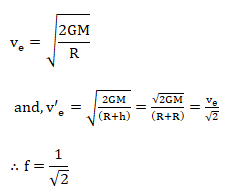 vₑ = √(2GM/R)
and, v'ₑ = √(2GM/(R+h)) = √2GM/(R+R) = vₑ/√2
∴ f = 1/√2